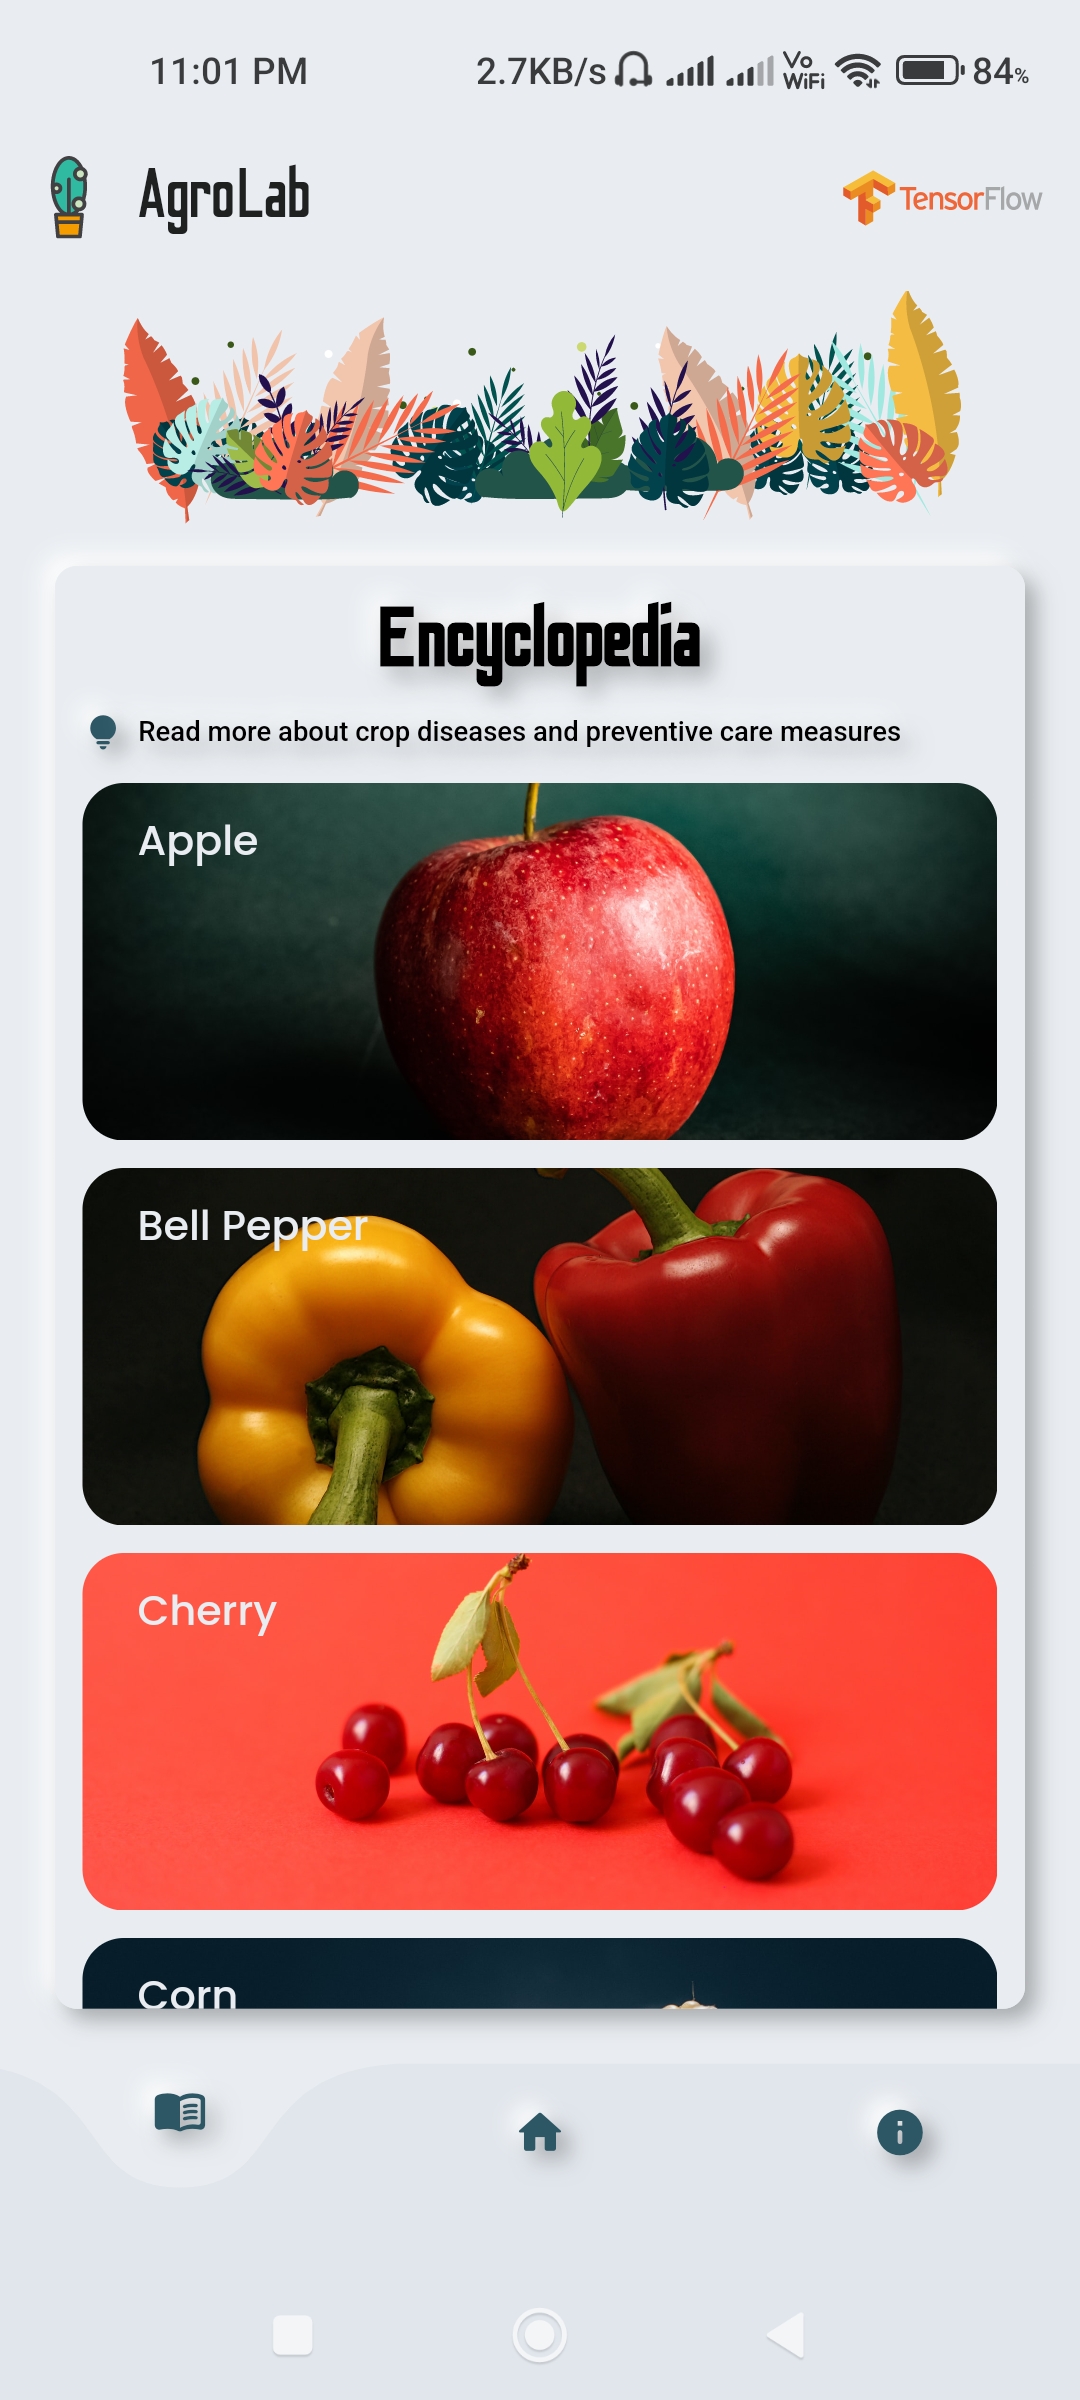 11:01 PM 2.7KB/s Vo WiFi 84%
AgroLab TensorFlow
Encyclopedia
Read more about crop diseases and preventive care measures
Apple
Bell Pepper
Cherry
Corn